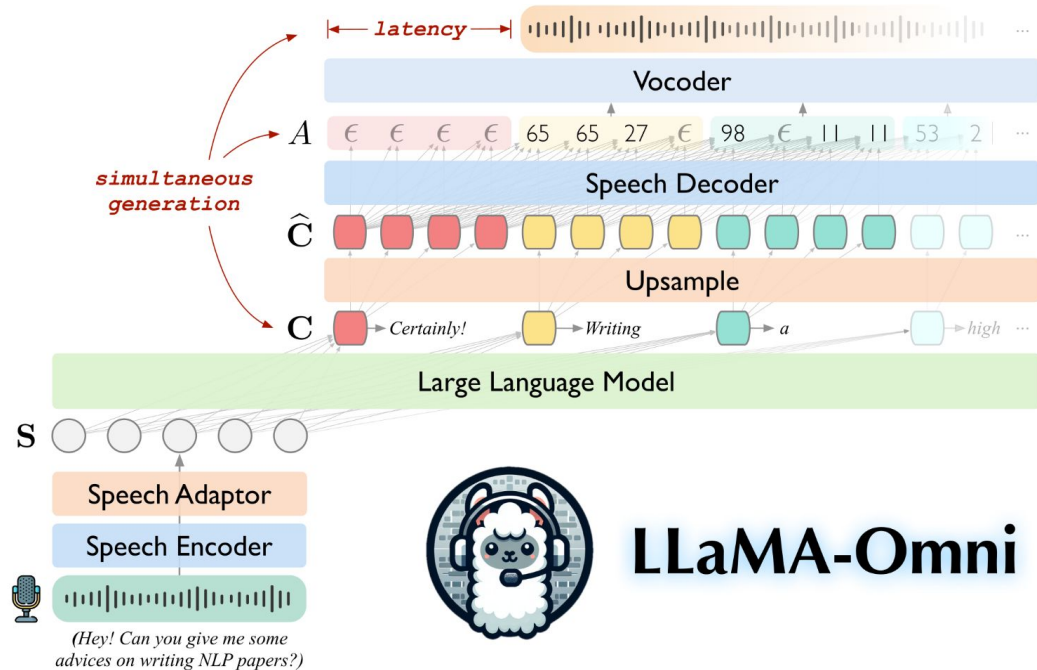 latency
...
Vocoder
A ϵ ϵ ϵ ϵ 65 65 27 ϵ 98 ϵ 11 11 53 2 ...
simultaneous
generation
Speech Decoder
Ĉ ...
Upsample
C Certainly! Writing a high ...
Large Language Model
S
Speech Adaptor
Speech Encoder
LLaMA-Omni
(Hey! Can you give me some
advices on writing NLP papers?)